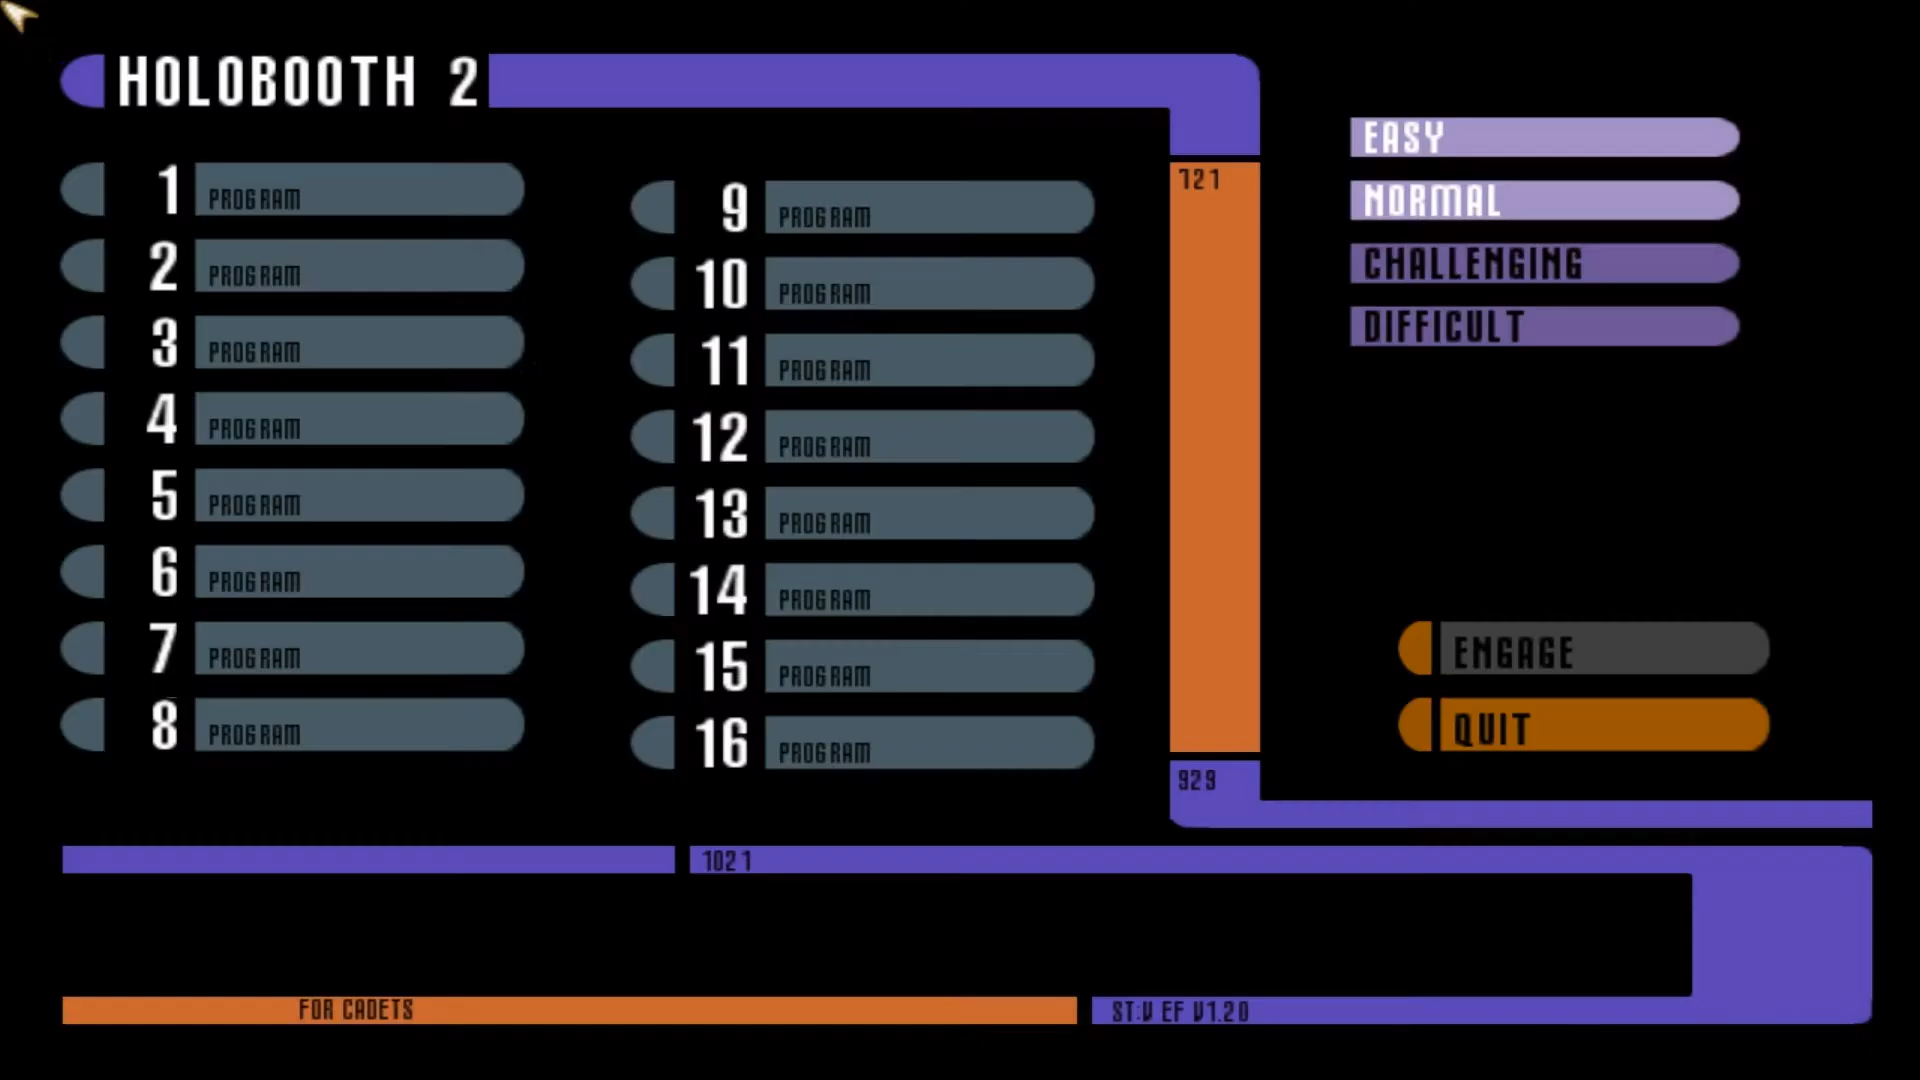 HOLOBOOTH 2
1 PROGRAM
2 PROGRAM
3 PROGRAM
4 PROGRAM
5 PROGRAM
6 PROGRAM
7 PROGRAM
8 PROGRAM
9 PROGRAM
10 PROGRAM
11 PROGRAM
12 PROGRAM
13 PROGRAM
14 PROGRAM
15 PROGRAM
16 PROGRAM
721
929
EASY
NORMAL
CHALLENGING
DIFFICULT
ENGAGE
QUIT
1021
FOR CADETS
ST:V EF V1.20